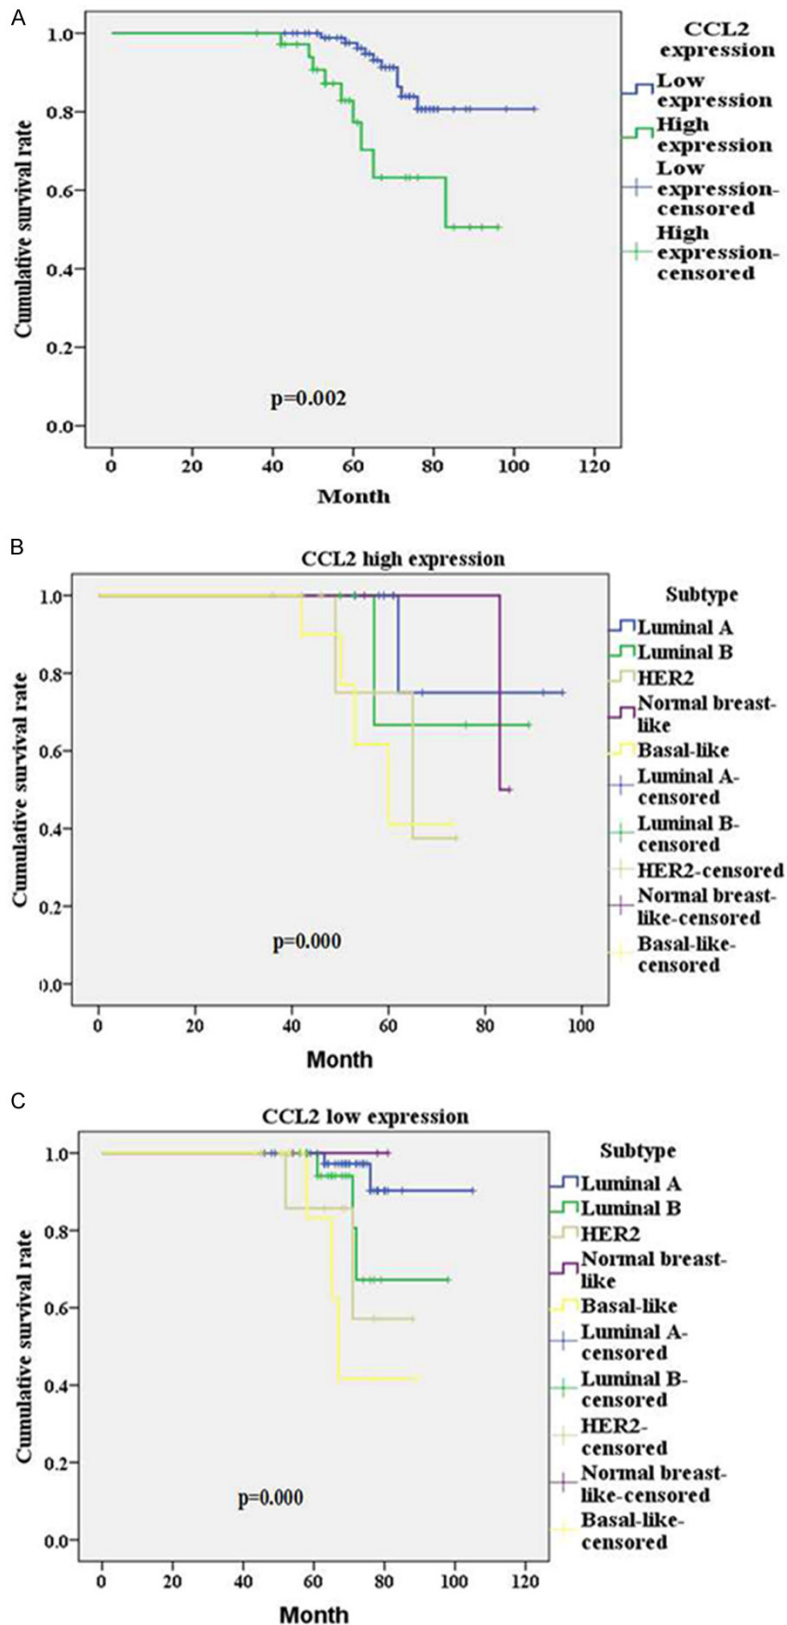 A
CCL2
expression
Low
expression
High
expression
Low
expression-
censored
High
expression-
censored
Cumulative survival rate
1.0
0.8
0.6
0.4
0.2
0.0
p=0.002
0 20 40 60 80 100 120
Month
B
CCL2 high expression
Subtype
Luminal A
Luminal B
HER2
Normal breast-
like
Basal-like
Luminal A-
censored
Luminal B-
censored
HER2-censored
Normal breast-
like-censored
Basal-like-
censored
Cumulative survival rate
1.0
0.8
0.6
0.4
0.2
0.0
p=0.000
0 20 40 60 80 100
Month
C
CCL2 low expression
Subtype
Luminal A
Luminal B
HER2
Normal breast-
like
Basal-like
Luminal A-
censored
Luminal B-
censored
HER2-
censored
Normal breast-
like-censored
Basal-like-
censored
Cumulative survival rate
1.0
0.8
0.6
0.4
0.2
0.0
p=0.000
0 20 40 60 80 100 120
Month